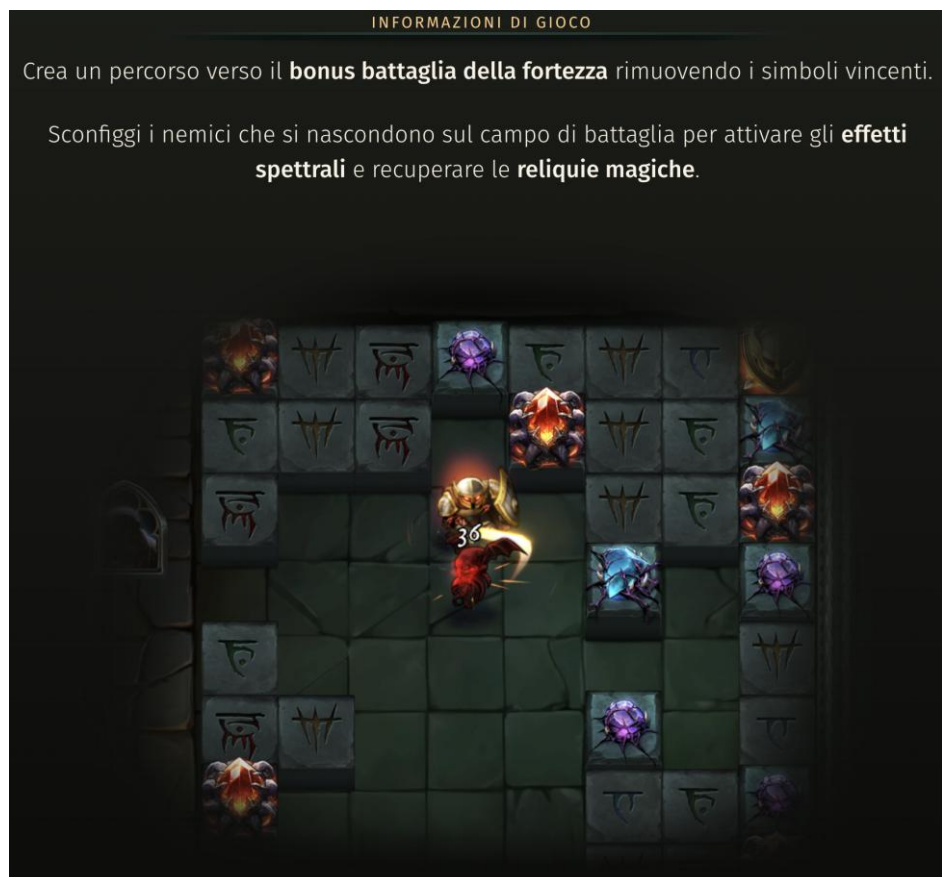 INFORMAZIONI DI GIOCO
Crea un percorso verso il bonus battaglia della fortezza rimuovendo i simboli vincenti.
Sconfiggi i nemici che si nascondono sul campo di battaglia per attivare gli effetti
spettrali e recuperare le reliquie magiche.
36